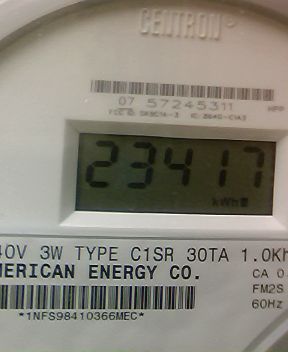 CENTRON
07 57245311
23417
kWh
40V 3W TYPE C1SR 30TA 1.0Kh
MERICAN ENERGY CO.
CA 0
FM2S
60Hz
*1NFS98410366MEC*